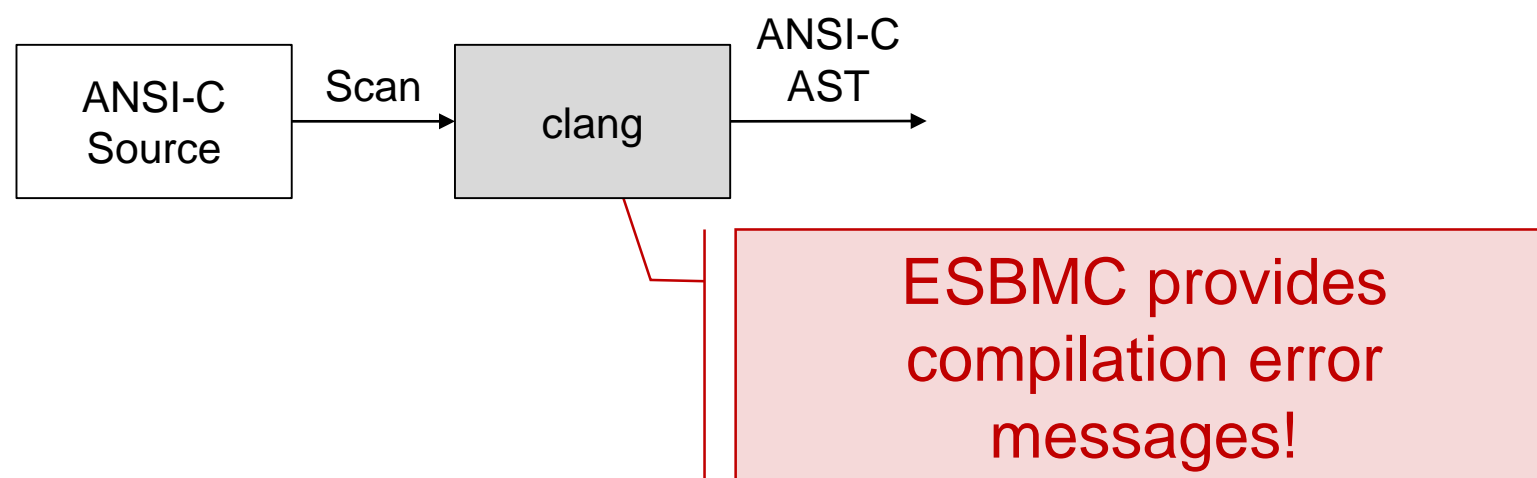 ANSI-C
Source
Scan
clang
ANSI-C
AST
ESBMC provides
compilation error
messages!